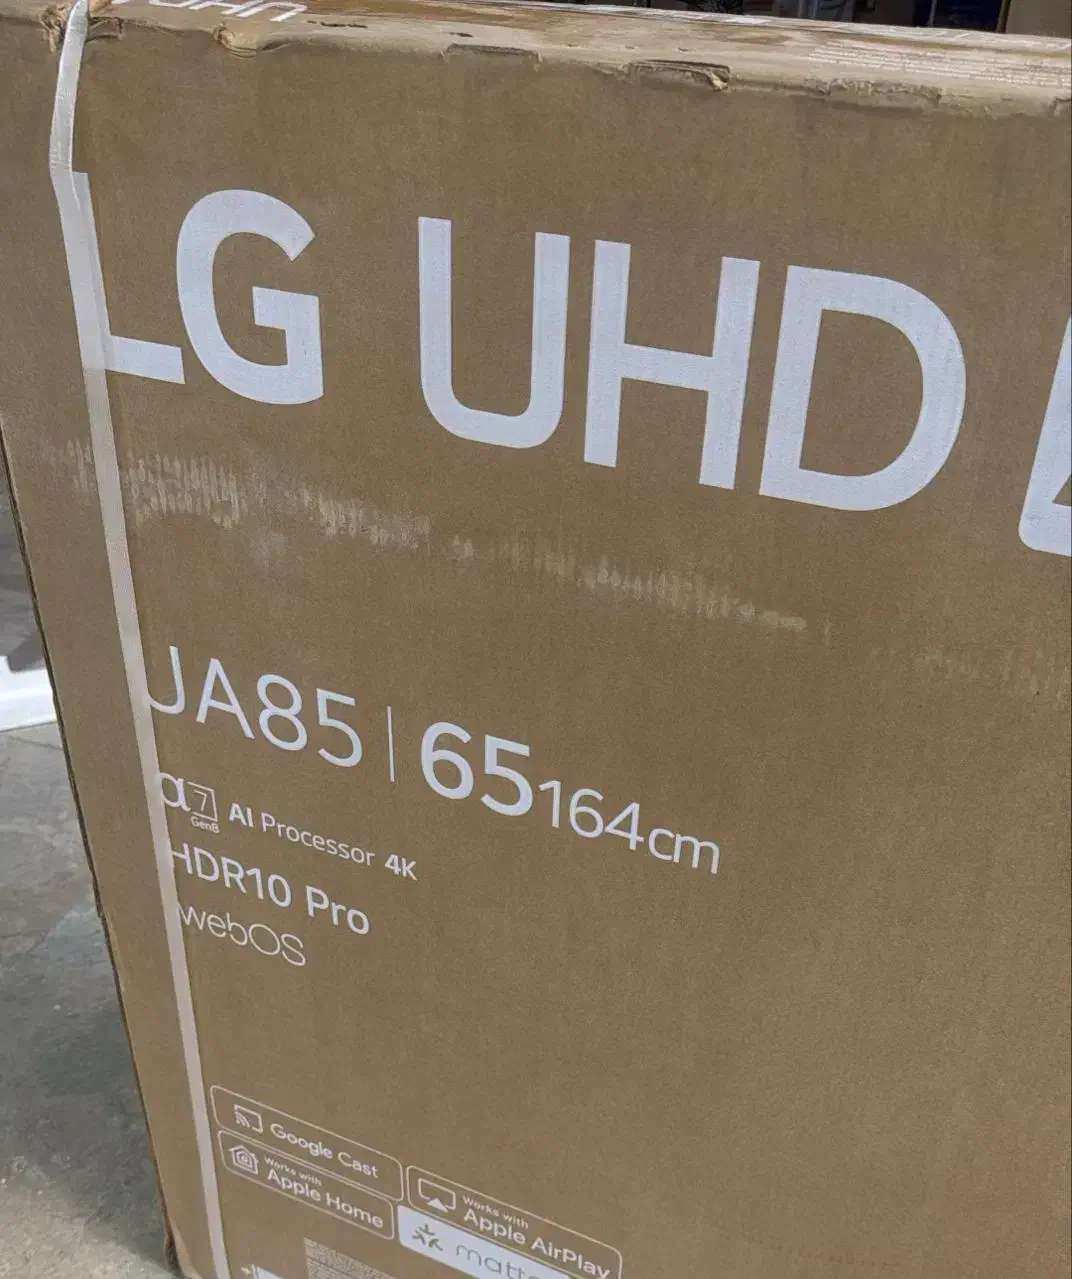 LG UHD
UA85 | 65 164cm
α7 Gen8 AI Processor 4K
HDR10 Pro
webOS
Google Cast
Works with
Apple Home
Works with
Apple AirPlay